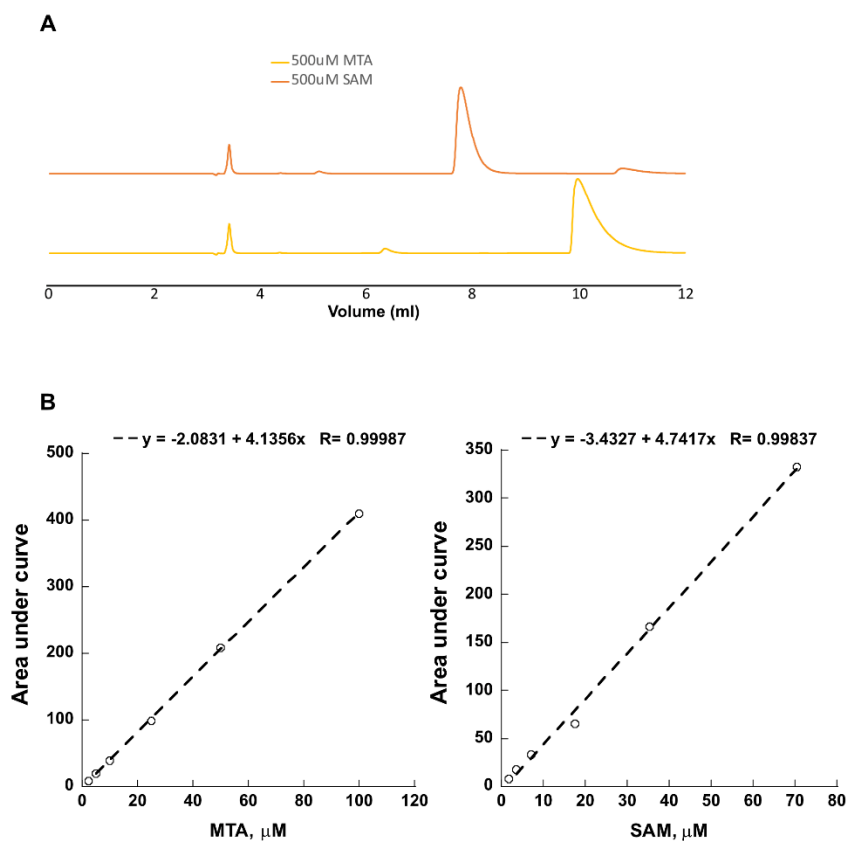 A
500uM MTA
500uM SAM
0 2 4 6 8 10 12
Volume (ml)
B
y = -2.0831 + 4.1356x R= 0.99987
500
400
300
200
100
0
Area under curve
0 20 40 60 80 100 120
MTA, μM
y = -3.4327 + 4.7417x R= 0.99837
350
300
250
200
150
100
50
0
Area under curve
0 10 20 30 40 50 60 70 80
SAM, μM